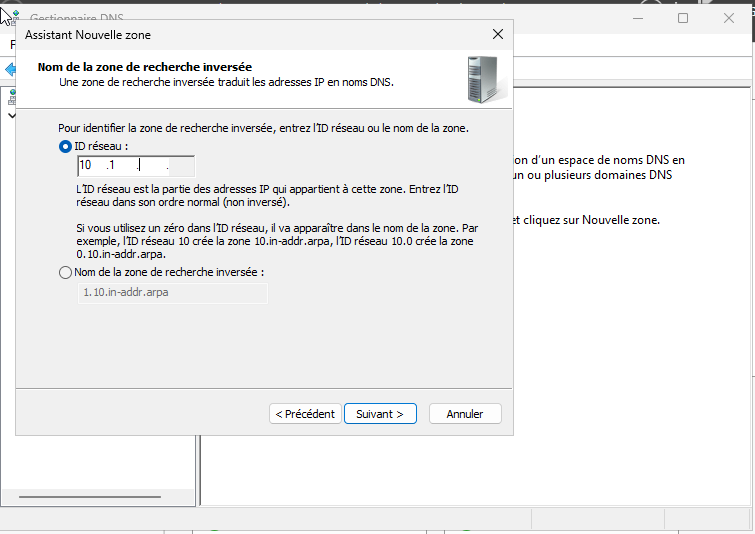 Gestionnaire DNS
Assistant Nouvelle zone
F
Nom de la zone de recherche inversée
Une zone de recherche inversée traduit les adresses IP en noms DNS.
Pour identifier la zone de recherche inversée, entrez l'ID réseau ou le nom de la zone.
ID réseau :
10 .1 . .
L'ID réseau est la partie des adresses IP qui appartient à cette zone. Entrez l'ID
réseau dans son ordre normal (non inversé).
Si vous utilisez un zéro dans l'ID réseau, il va apparaître dans le nom de la zone. Par
exemple, l'ID réseau 10 crée la zone 10.in-addr.arpa, l'ID réseau 10.0 crée la zone
0.10.in-addr.arpa.
Nom de la zone de recherche inversée :
1.10.in-addr.arpa
< Précédent
Suivant >
Annuler
on d'un espace de noms DNS en
un ou plusieurs domaines DNS
et cliquez sur Nouvelle zone.